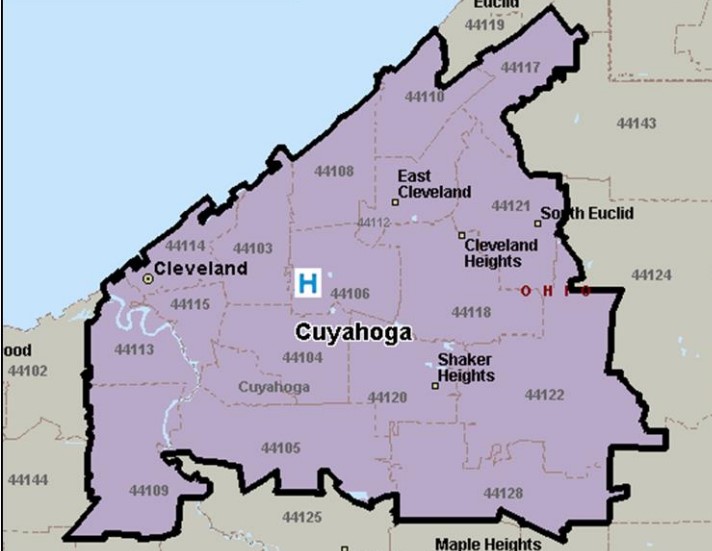 Euclid
44119
44117
44110
44143
44108
East
Cleveland
44121
South Euclid
44112
44114
44103
Cleveland
Heights
Cleveland
44124
H
44106
O H I O
44115
44118
Cuyahoga
44113
ood
44102
44104
Shaker
Heights
Cuyahoga
44120
44122
44105
44144
44109
44128
44125
Maple Heights